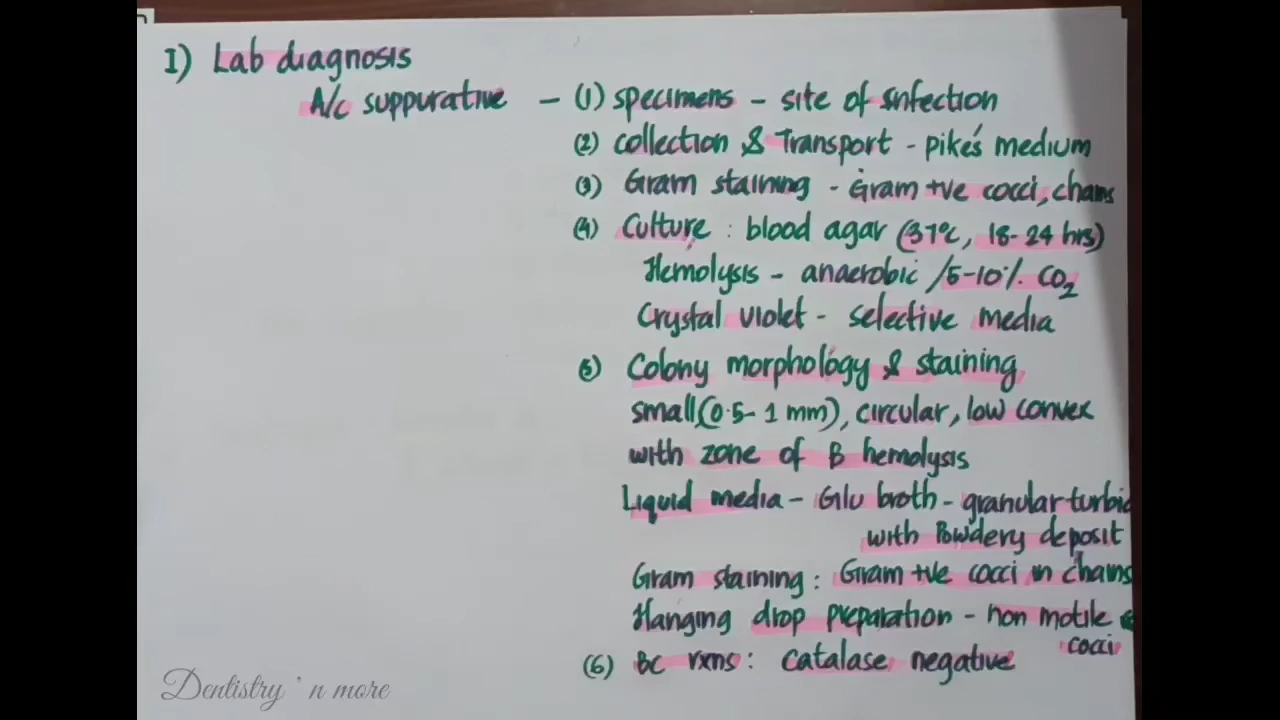 I) Lab diagnosis
A/c suppurative - (1) specimens - site of infection
(2) collection & Transport - pike's medium
(3) Gram staining - Gram +ve cocci, chains
(4) Culture : blood agar (37°C, 18-24 hrs)
Hemolysis - anaerobic /5-10% CO2
Crystal violet - selective media
(5) Colony morphology & staining
small (0.5-1 mm), circular, low convex
with zone of B hemolysis
Liquid media - Glu broth - granular turbid
with Powdery deposit
Gram staining : Gram +ve cocci in chains
Hanging drop preparation - non motile
cocci
(6) BC rxns : Catalase negative
Dentistry ' n more